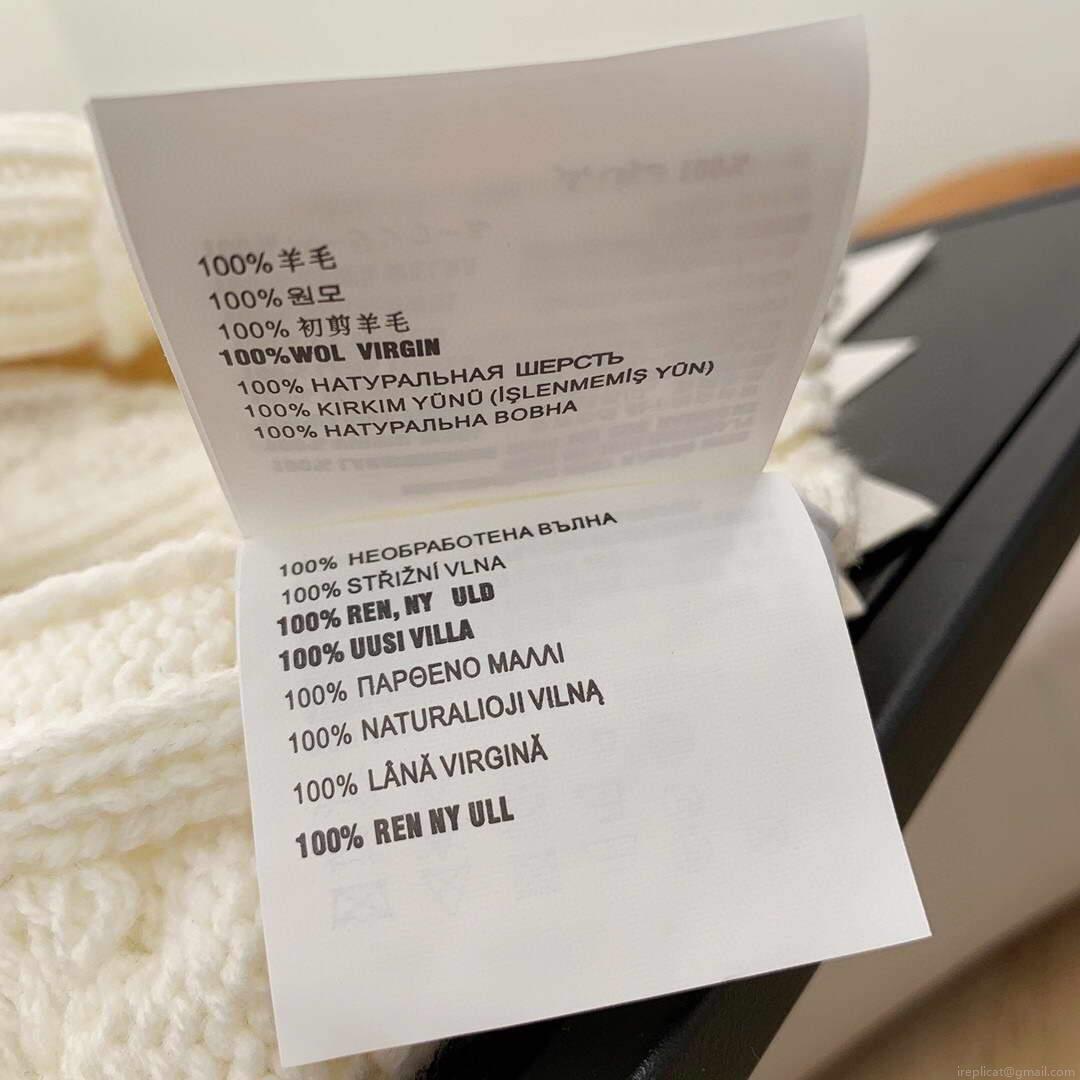 100% 羊毛
100% 원모
100% 初剪羊毛
100%WOL VIRGIN
100% НАТУРАЛЬНАЯ ШЕРСТЬ
100% KIRKIM YÜNÜ (İŞLENMEMİŞ YÜN)
100% НАТУРАЛЬНА ВОВНА
100% НЕОБРАБОТЕНА ВЪЛНА
100% STŘIŽNÍ VLNA
100% REN, NY ULD
100% UUSI VILLA
100% ΠΑΡΘΕΝΟ ΜΑΛΛΙ
100% NATURALIOJI VILNĄ
100% LÂNĂ VIRGINĂ
100% REN NY ULL
ireplicat@gmail.com